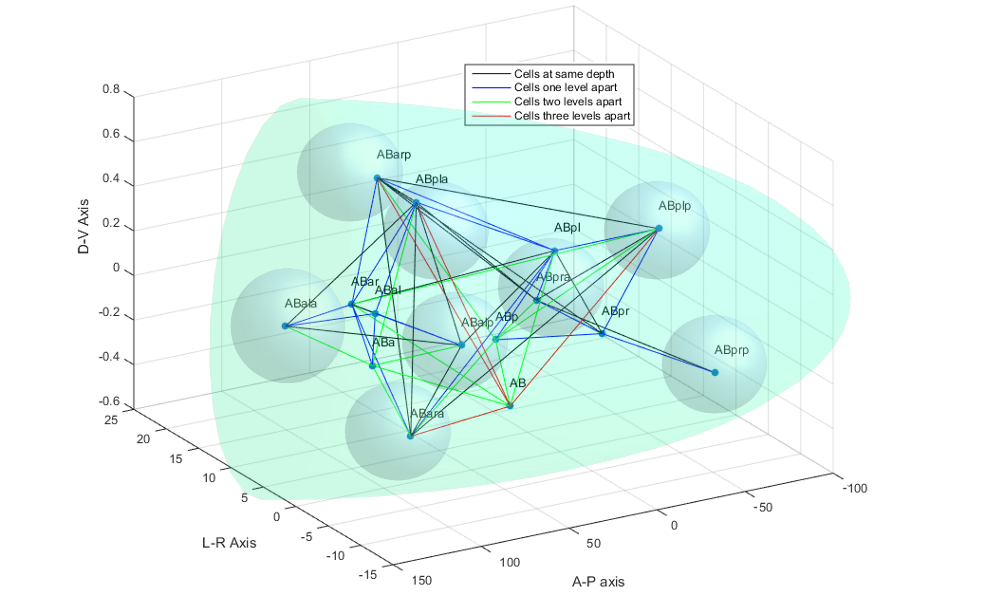 Cells at same depth
Cells one level apart
Cells two levels apart
Cells three levels apart
0.8
0.6
0.4
0.2
0
-0.2
-0.4
-0.6
D-V Axis
ABarp
ABpla
ABplp
ABpl
ABpra
ABar
ABal
ABala
ABalp
ABp
ABpr
ABa
ABprp
AB
ABara
25
20
15
10
5
0
-5
-10
-15
L-R Axis
150
100
50
0
-50
-100
A-P axis